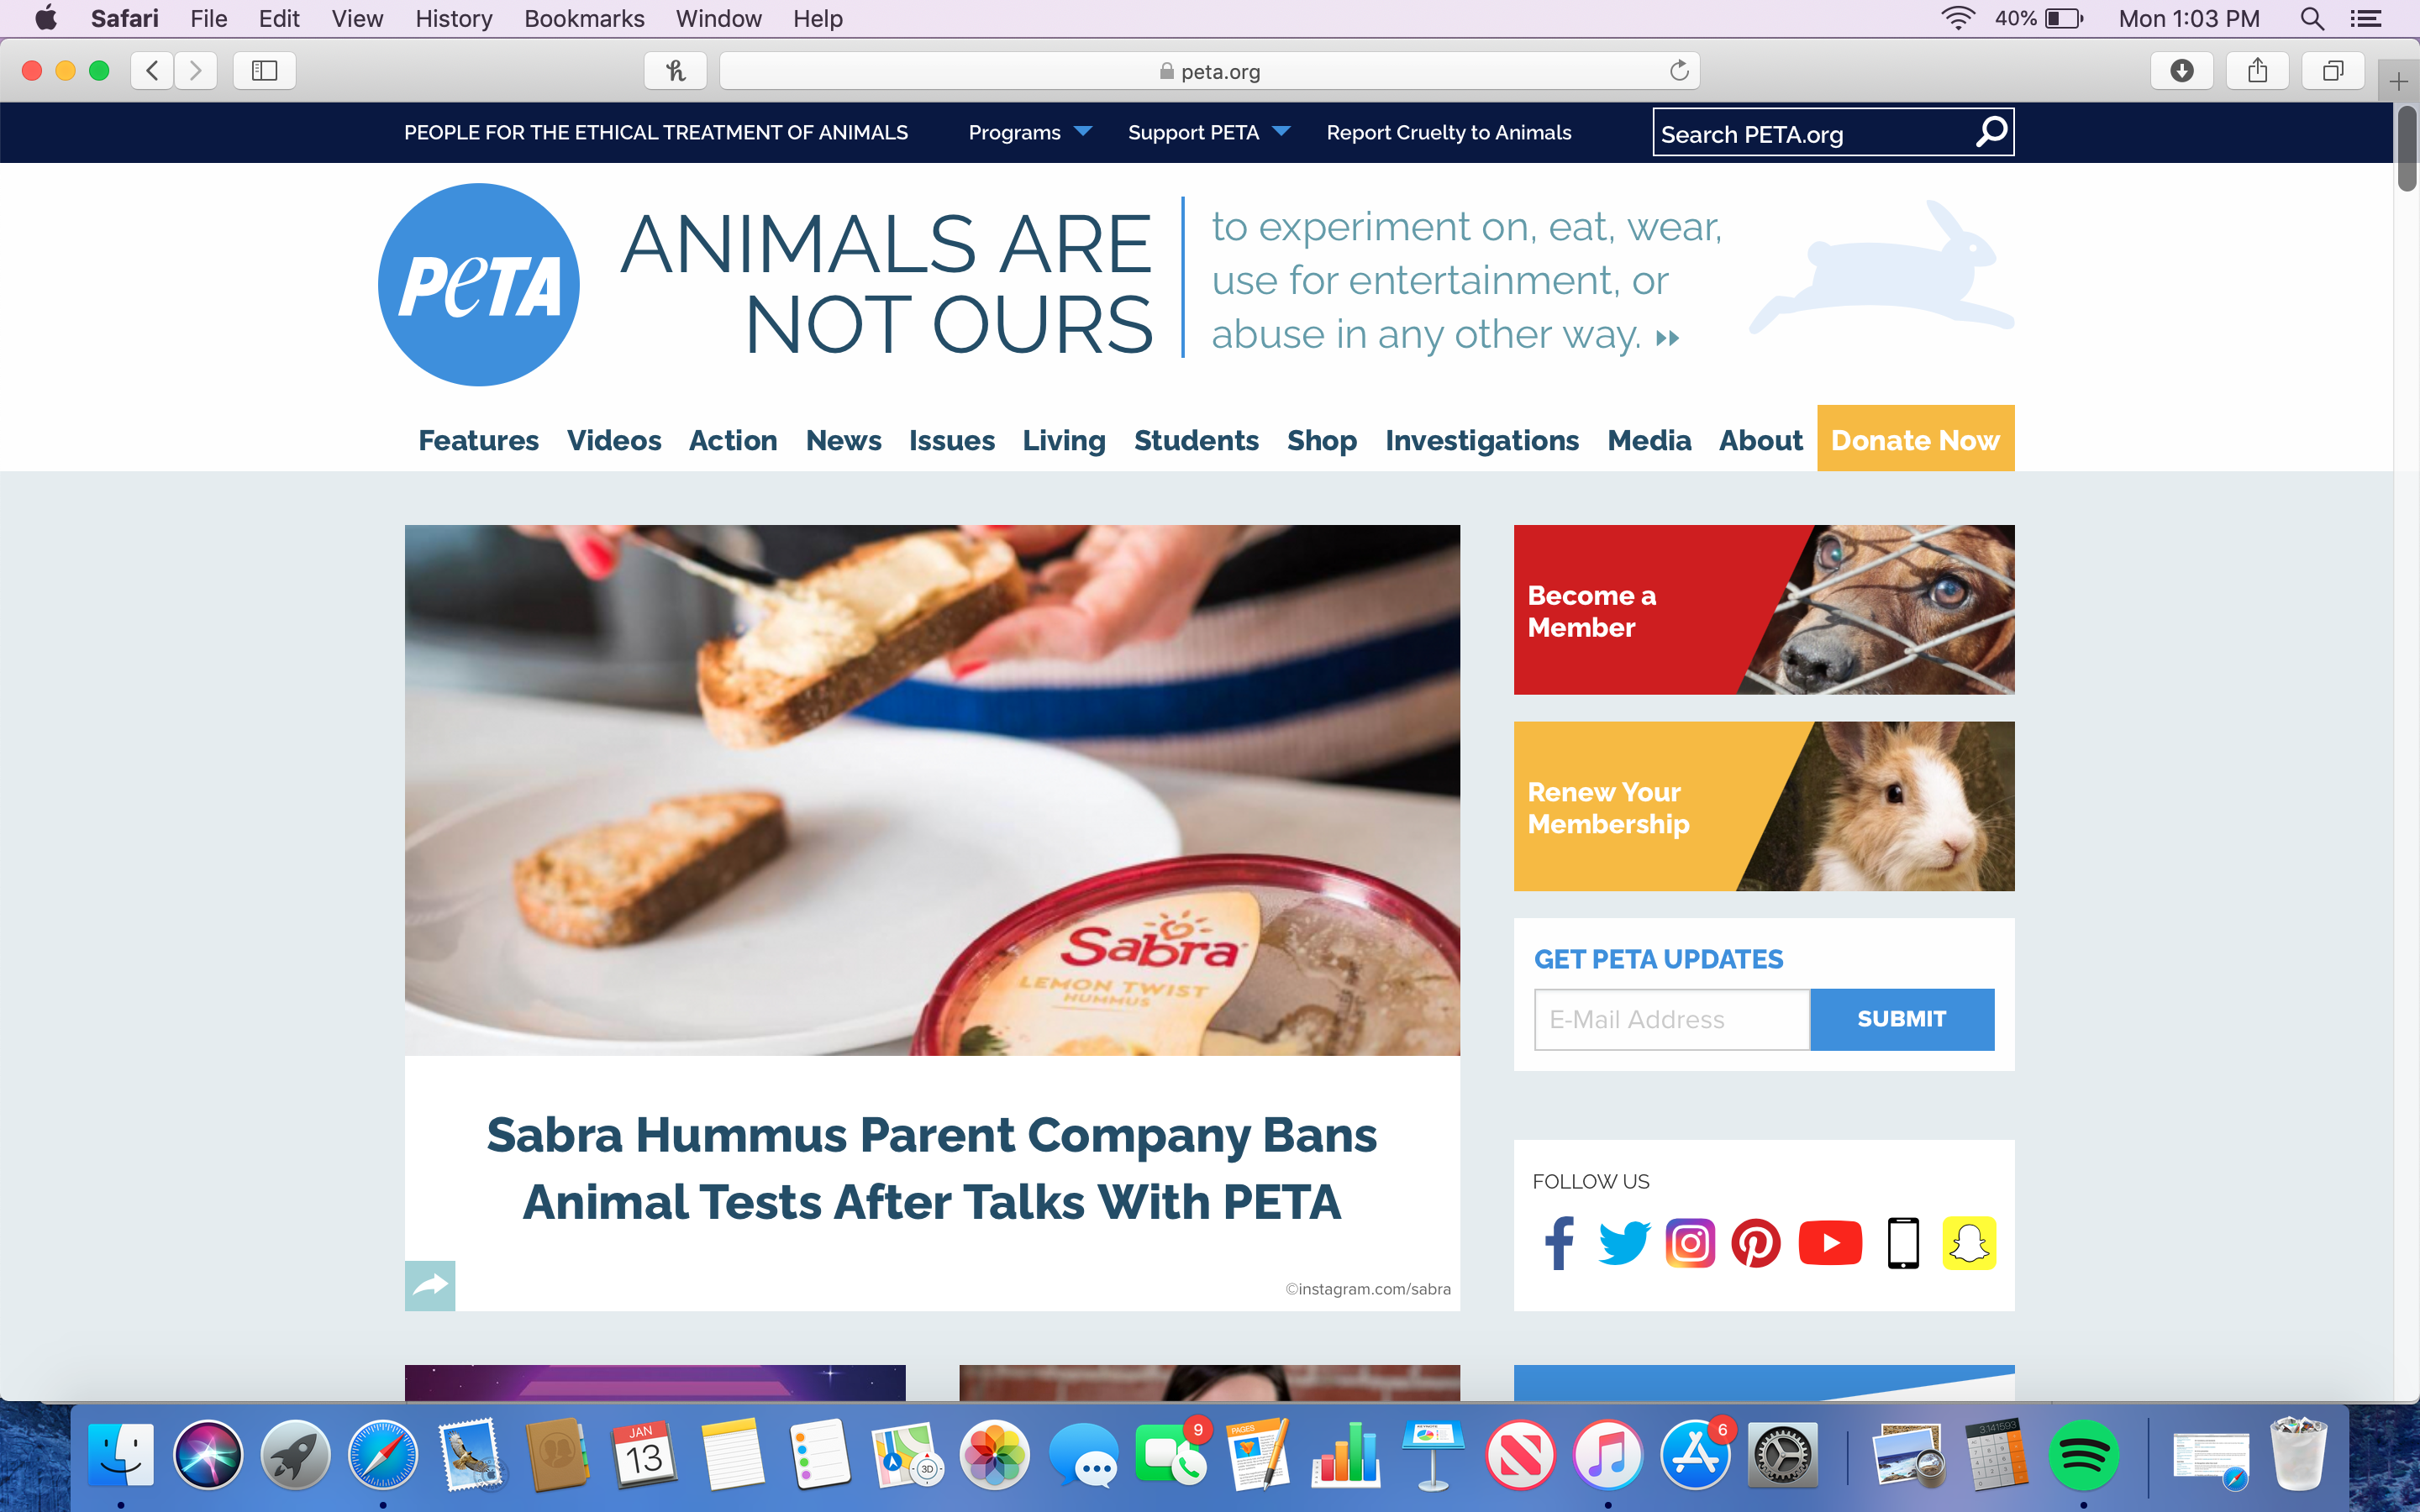 Safari File Edit View History Bookmarks Window Help 40% Mon 1:03 PM
peta.org
PEOPLE FOR THE ETHICAL TREATMENT OF ANIMALS Programs Support PETA Report Cruelty to Animals Search PETA.org
PeTA
ANIMALS ARE
NOT OURS
to experiment on, eat, wear,
use for entertainment, or
abuse in any other way.
Features Videos Action News Issues Living Students Shop Investigations Media About Donate Now
Sabra
LEMON TWIST
HUMMUS
Sabra Hummus Parent Company Bans
Animal Tests After Talks With PETA
©instagram.com/sabra
Become a
Member
Renew Your
Membership
GET PETA UPDATES
E-Mail Address SUBMIT
FOLLOW US
JAN
13
3D
9
PAGES
6
3.141593